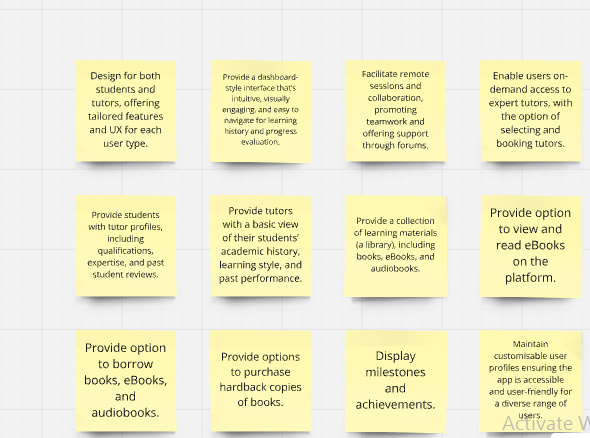 Design for both
students and
tutors, offering
tailored features
and UX for each
user type.
Provide a dashboard-
style interface that's
intuitive, visually
engaging, and easy to
navigate for learning
history and progress
evaluation.
Facilitate remote
sessions and
collaboration,
promoting
teamwork and
offering support
through forums.
Enable users on-
demand access to
expert tutors, with
the option of
selecting and
booking tutors.
Provide students
with tutor profiles,
including
qualifications,
expertise, and past
student reviews.
Provide tutors
with a basic view
of their students'
academic history,
learning style, and
past performance.
Provide a collection
of learning materials
(a library), including
books, eBooks, and
audiobooks.
Provide option
to view and
read eBooks
on the
platform.
Provide option
to borrow
books, eBooks,
and
audiobooks.
Provide options
to purchase
hardback copies
of books.
Display
milestones
and
achievements.
Maintain
customisable user
profiles ensuring the
app is accessible
and user-friendly for
a diverse range of
users.
Activate W